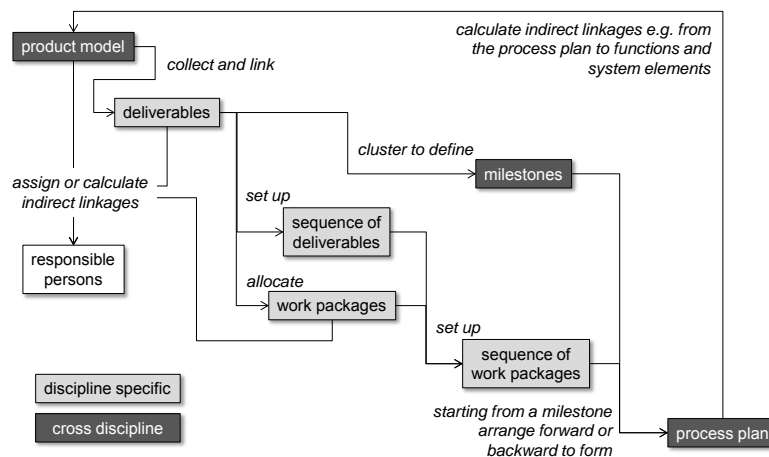 calculate indirect linkages e.g. from
the process plan to functions and
system elements
product model
collect and link
deliverables
cluster to define
milestones
assign or calculate
indirect linkages
set up
sequence of
deliverables
responsible
persons
allocate
work packages
set up
sequence of
work packages
discipline specific
cross discipline
starting from a milestone
arrange forward or
backward to form
process plan